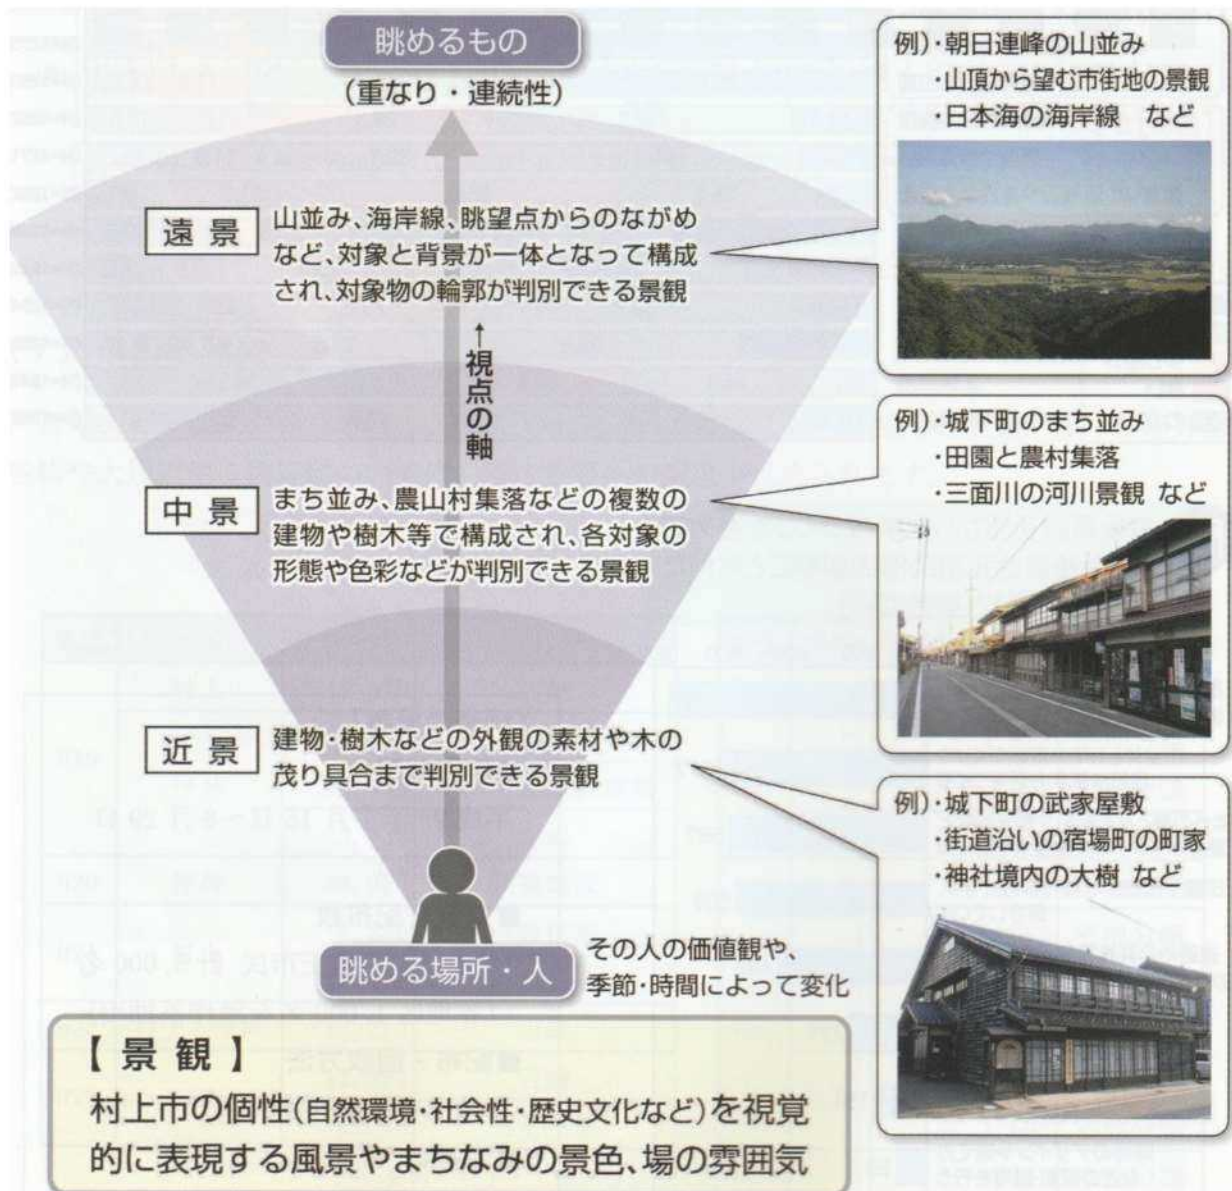 眺めるもの
(重なり・連続性)
遠景
山並み、海岸線、眺望点からのながめ
など、対象と背景が一体となって構成
され、対象物の輪郭が判別できる景観
例)・朝日連峰の山並み
・山頂から望む市街地の景観
・日本海の海岸線 など
←視点の軸
中景
まち並み、農山村集落などの複数の
建物や樹木等で構成され、各対象の
形態や色彩などが判別できる景観
例)・城下町のまち並み
・田園と農村集落
・三面川の河川景観 など
近景
建物・樹木などの外観の素材や木の
茂り具合まで判別できる景観
例)・城下町の武家屋敷
・街道沿いの宿場町の町家
・神社境内の大樹 など
眺める場所・人
その人の価値観や、
季節・時間によって変化
【景観】
村上市の個性(自然環境・社会性・歴史文化など)を視覚
的に表現する風景やまちなみの景色、場の雰囲気